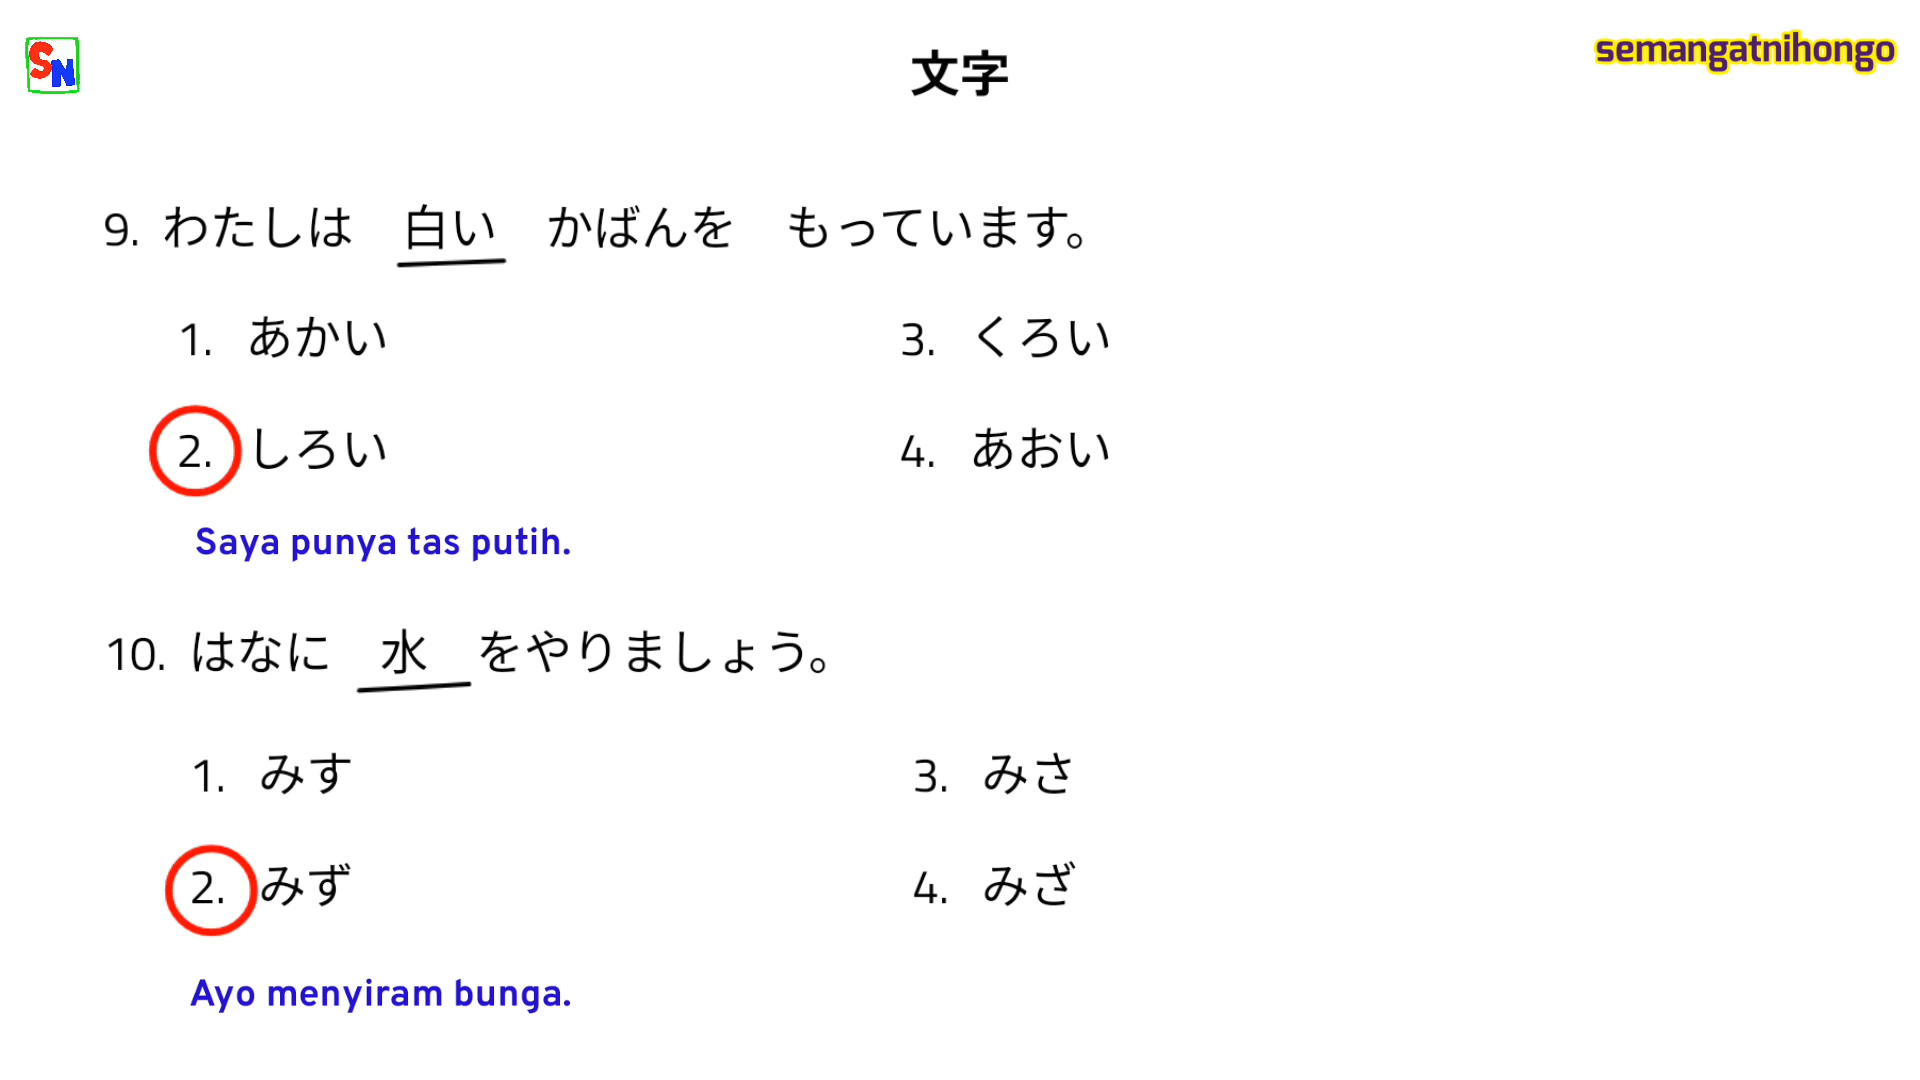 SN
文字
semangatnihongo
9. わたしは 白い かばんを もっています。
1. あかい
3. くろい
2. しろい
4. あおい
Saya punya tas putih.
10. はなに 水 をやりましょう。
1. みす
3. みさ
2. みず
4. みざ
Ayo menyiram bunga.